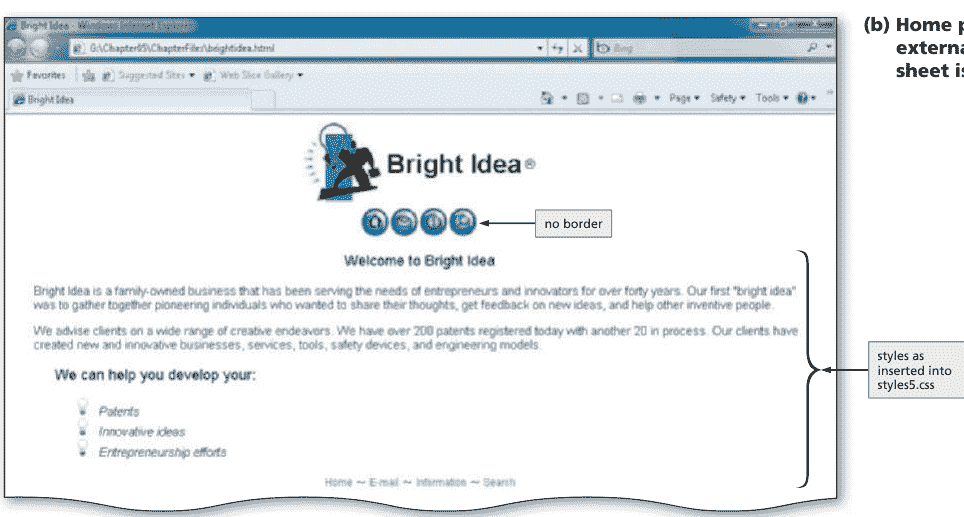 Bright Idea - Windows Internet Explorer
G:\Chapter05\ChapterFiles\brightidea.html
Bing
Favorites
Suggested Sites
Web Slice Gallery
Bright Idea
Page
Safety
Tools
Bright Idea®
no border
Welcome to Bright Idea
Bright Idea is a family-owned business that has been serving the needs of entrepreneurs and innovators for over forty years. Our first "bright idea"
was to gather together pioneering individuals who wanted to share their thoughts, get feedback on new ideas, and help other inventive people.
We advise clients on a wide range of creative endeavors. We have over 200 patents registered today with another 20 in process. Our clients have
created new and innovative businesses, services, tools, safety devices, and engineering models.
We can help you develop your:
Patents
Innovative ideas
Entrepreneurship efforts
Home ~ E-mail ~ Information ~ Search
styles as
inserted into
styles5.css
(b) Home p
externa
sheet is